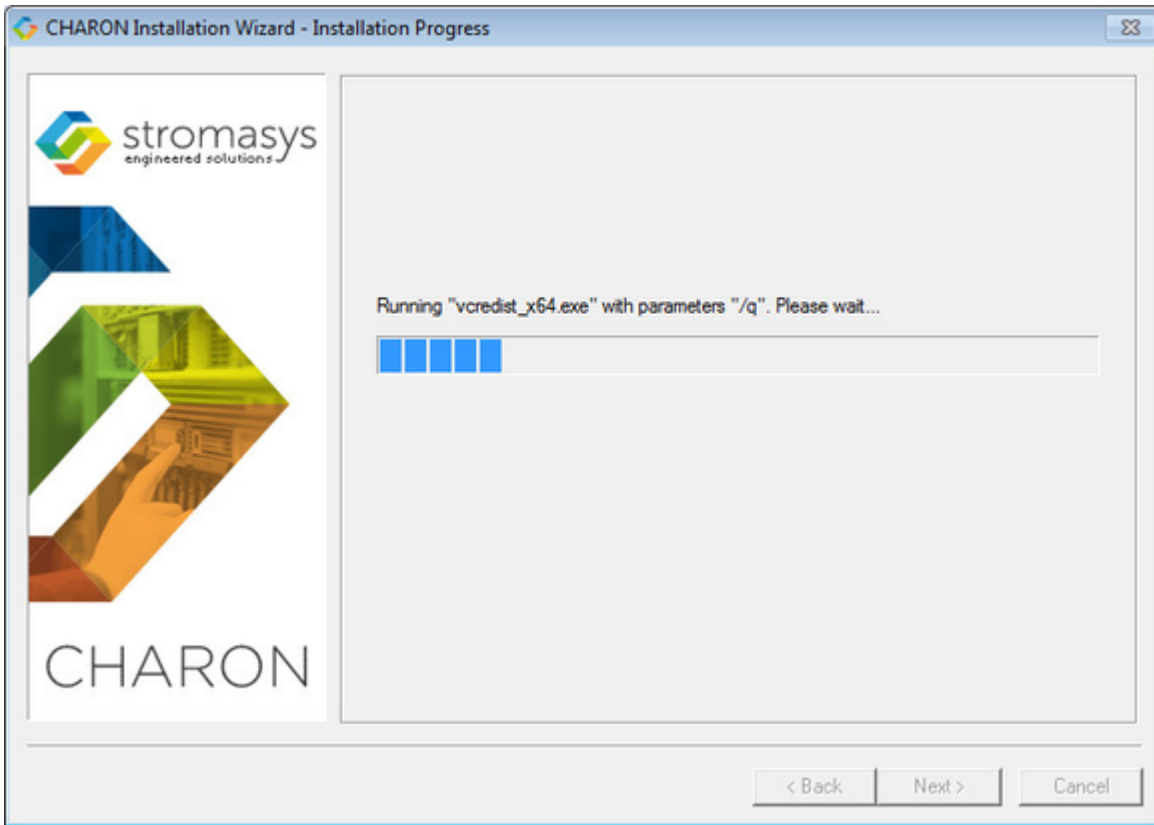 CHARON Installation Wizard - Installation Progress
stromasys
engineered solutions
Running "vcredist_x64.exe" with parameters "/q". Please wait...
CHARON
< Back
Next >
Cancel